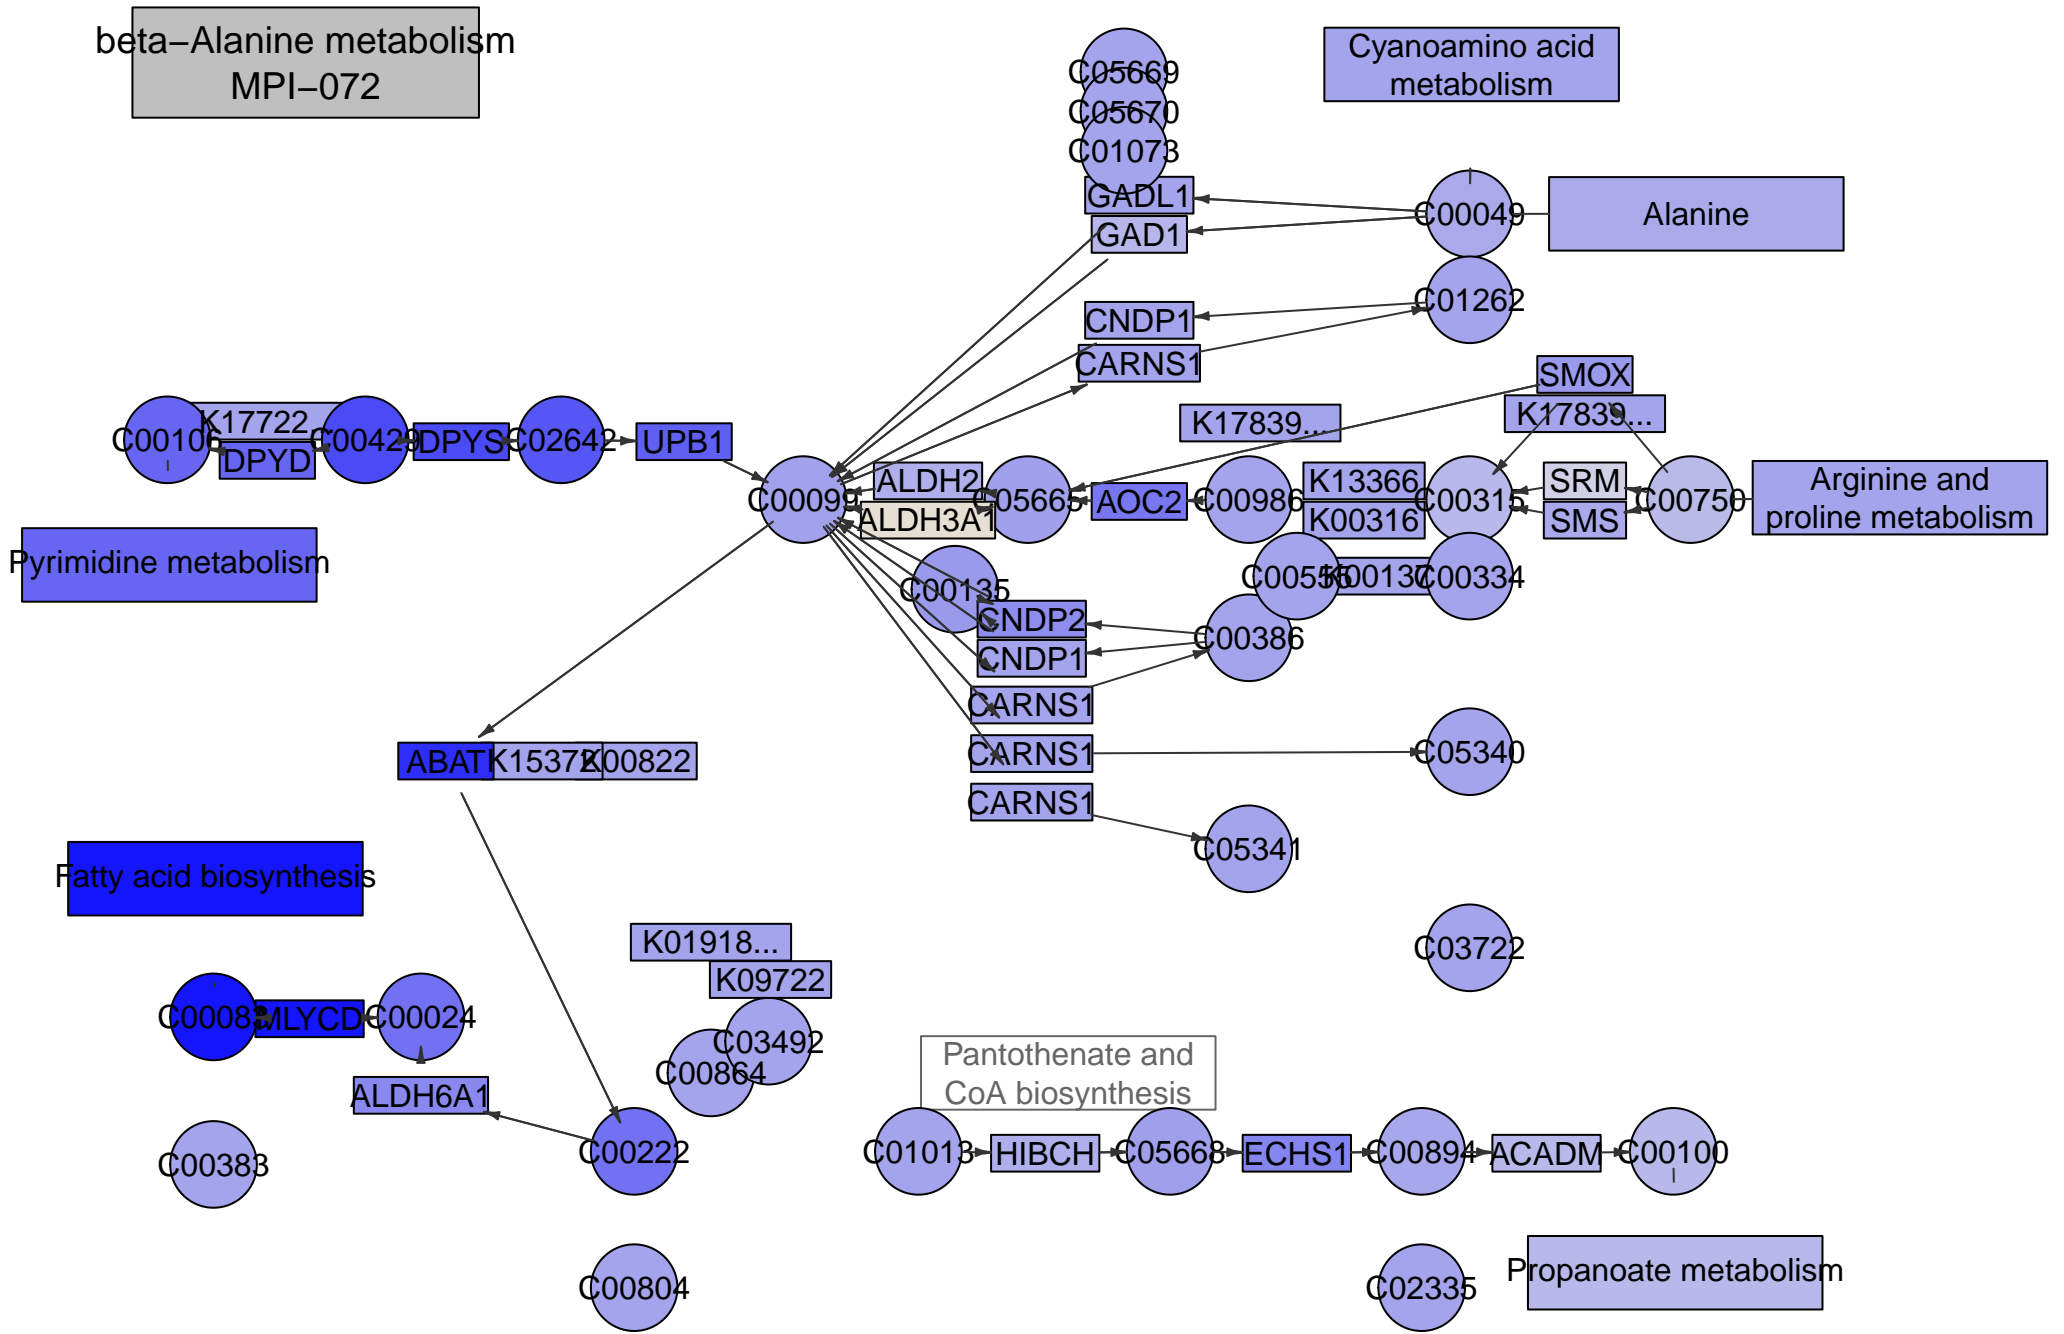 beta−Alanine metabolism
MPI−072
C05669
C05670
C01073
Cyanoamino acid
metabolism
GADL1
GAD1
C00049
Alanine
C01262
CNDP1
CARNS1
SMOX
K17839...
K17839...
C00106
K17722...
DPYD
C00429
DPYS
C02642
UPB1
C00099
ALDH2
ALDH3A1
C05665
AOC2
C00986
K13366
K00316
C00315
SRM
SMS
C00750
Arginine and
proline metabolism
Pyrimidine metabolism
C00135
C00555
K00137
C00334
CNDP2
CNDP1
C00386
CARNS1
CARNS1
CARNS1
C05340
C05341
ABAT
K15372
K00822
Fatty acid biosynthesis
K01918...
K09722
C03722
C00083
MLYCD
C00024
C03492
C00864
Pantothenate and
CoA biosynthesis
ALDH6A1
C00383
C00222
C01013
HIBCH
C05668
ECHS1
C00894
ACADM
C00100
C00804
C02335
Propanoate metabolism